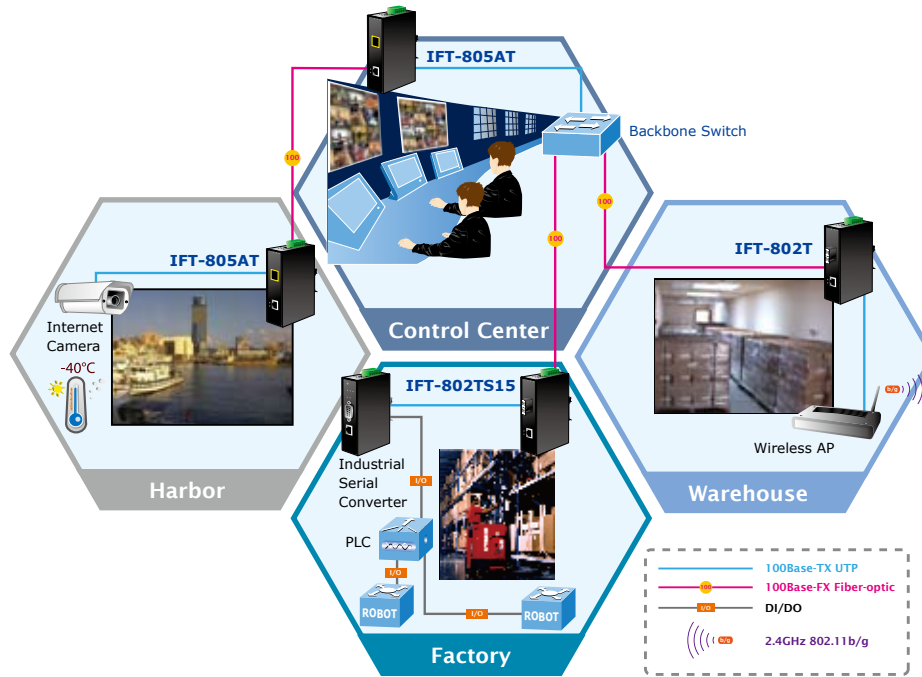 IFT-805AT
Backbone Switch
100
100
100
Control Center
IFT-805AT
Internet
Camera
-40°C
Harbor
IFT-802T
b/g
Wireless AP
Warehouse
IFT-802TS15
Industrial
Serial
Converter
I/O
PLC
I/O
ROBOT
I/O
ROBOT
Factory
100Base-TX UTP
100
100Base-FX Fiber-optic
I/O
DI/DO
b/g
2.4GHz 802.11b/g